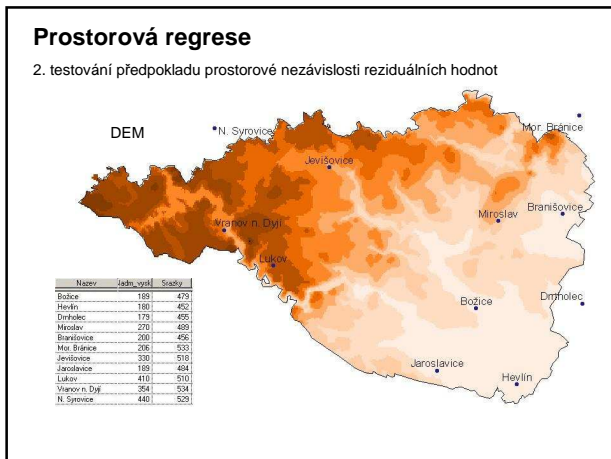 Prostorová regrese
2. testování předpokladu prostorové nezávislosti reziduálních hodnot
DEM
N. Syrovice
Mor. Bránice
Jevišovice
Branišovice
Miroslav
Vranov n. Dyjí
Lukov
Božice
Drnholec
Jaroslavice
Hevlín
Nazev Nadm_vysk Srazky
Božice 189 479
Hevlín 180 452
Drnholec 179 455
Miroslav 270 489
Branišovice 200 456
Mor. Bránice 206 533
Jevišovice 330 518
Jaroslavice 189 484
Lukov 410 510
Vranov n. Dyjí 354 534
N. Syrovice 440 529